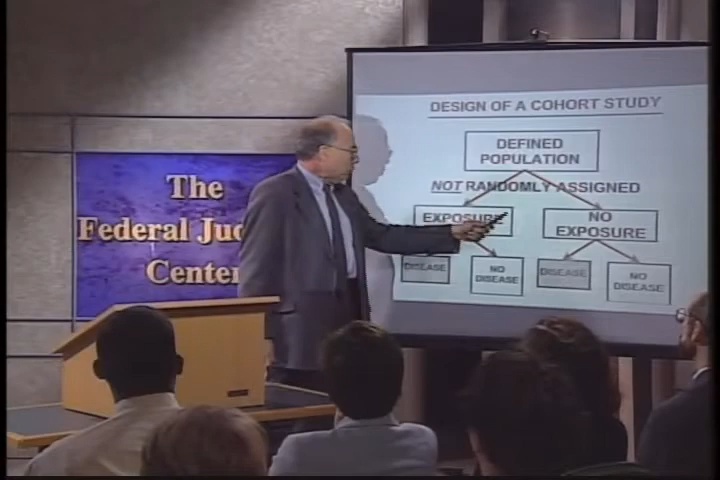 The
Federal Jud
Center
DESIGN OF A COHORT STUDY
DEFINED
POPULATION
NOT RANDOMLY ASSIGNED
EXPOSURE
NO
EXPOSURE
DISEASE
NO
DISEASE
DISEASE
NO
DISEASE